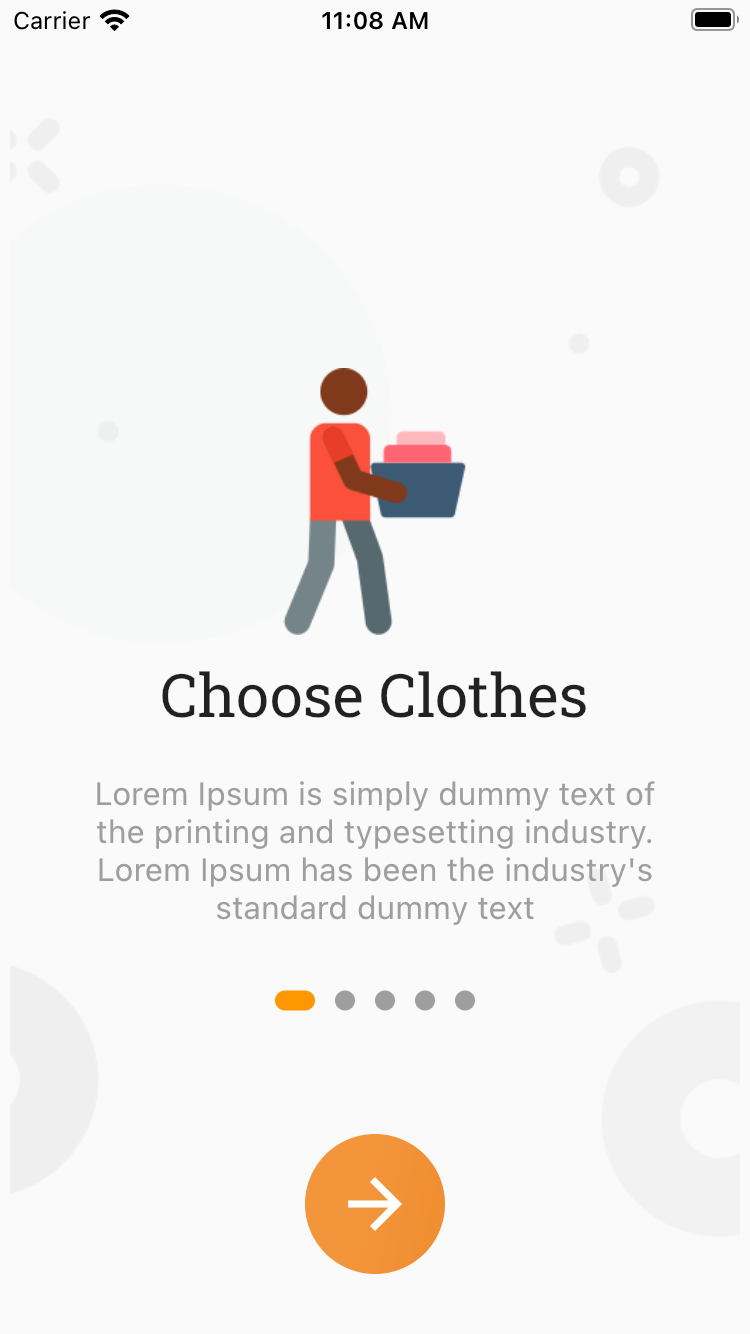 Carrier 11:08 AM
Choose Clothes
Lorem Ipsum is simply dummy text of
the printing and typesetting industry.
Lorem Ipsum has been the industry's
standard dummy text